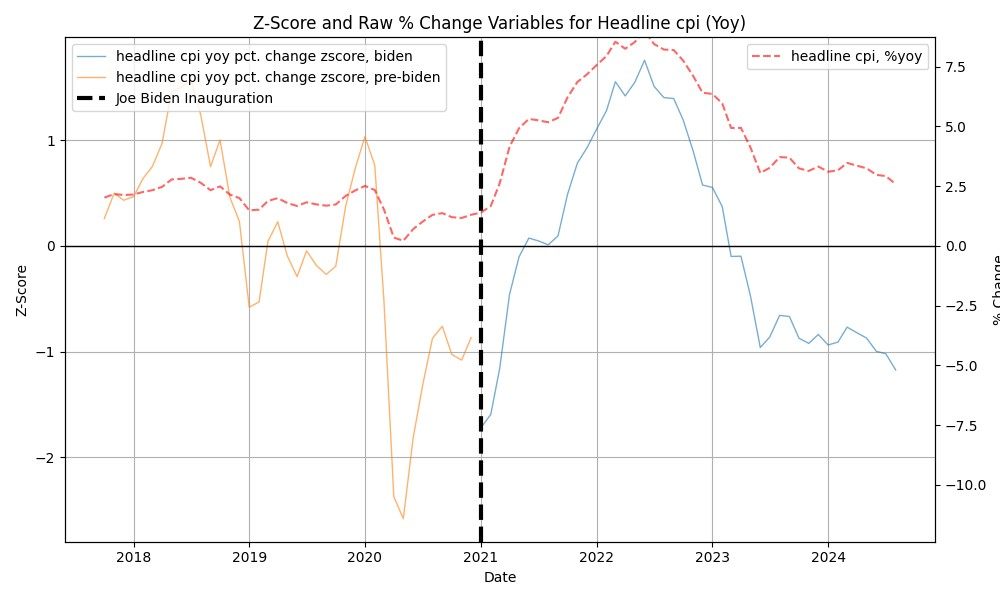 Z-Score and Raw % Change Variables for Headline cpi (Yoy)
headline cpi yoy pct. change zscore, biden
headline cpi yoy pct. change zscore, pre-biden
Joe Biden Inauguration
headline cpi, %yoy
Z-Score
1
0
−1
−2
7.5
5.0
2.5
0.0
−2.5
−5.0
−7.5
−10.0
% Change
2018 2019 2020 2021 2022 2023 2024
Date